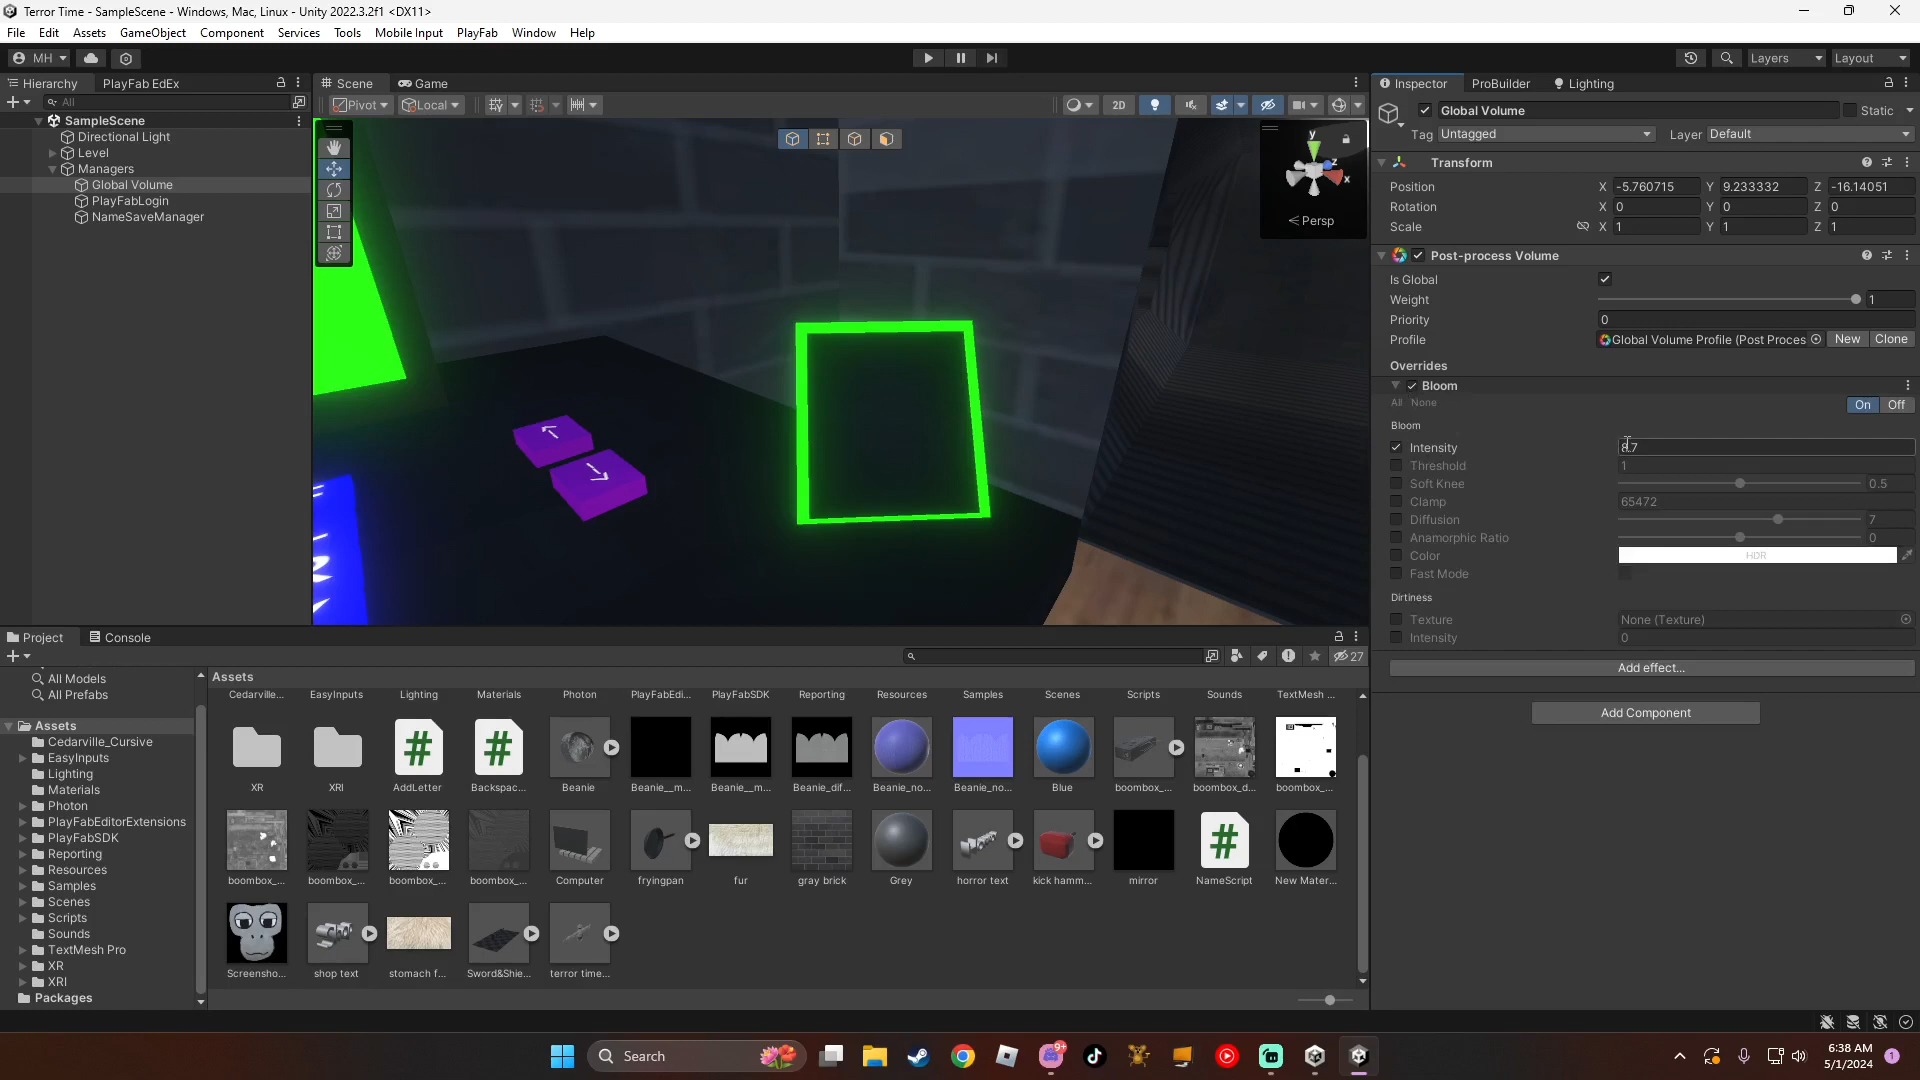 Terror Time - SampleScene - Windows, Mac, Linux - Unity 2022.3.2f1 <DX11>
File Edit Assets GameObject Component Services Tools Mobile Input PlayFab Window Help
MH Layers Layout
Hierarchy PlayFab EdEx Scene Game Inspector ProBuilder Lighting
All
Pivot Local 2D
SampleScene
Directional Light
Level
Managers
Global Volume
PlayFabLogin
NameSaveManager
y
z
x
Persp
Global Volume Static
Tag Untagged Layer Default
Transform
Position X -5.760715 Y 9.233332 Z -16.14051
Rotation X 0 Y 0 Z 0
Scale X 1 Y 1 Z 1
Post-process Volume
Is Global
Weight 1
Priority 0
Profile Global Volume Profile (Post Proces New Clone
Overrides
Bloom
All None On Off
Bloom
Intensity
Threshold 1
Soft Knee 0.5
Clamp 65472
Diffusion 7
Anamorphic Ratio 0
Color HDR
Fast Mode
Dirtiness
Texture None (Texture)
Intensity 0
Add effect...
Add Component
Project Console
27
All Models
All Prefabs
Assets
Cedarville_Cursive
EasyInputs
Lighting
Materials
Photon
PlayFabEditorExtensions
PlayFabSDK
Reporting
Resources
Samples
Scenes
Scripts
Sounds
TextMesh Pro
XR
XRI
Packages
Assets
Cedarville... EasyInputs Lighting Materials Photon PlayFabEdi... PlayFabSDK Reporting Resources Samples Scenes Scripts Sounds TextMesh ...
XR XRI AddLetter Backspac... Beanie Beanie__m... Beanie__m... Beanie_dif... Beanie_no... Beanie_no... Blue boombox_... boombox_d... boombox_...
boombox_... boombox_... boombox_... boombox_... Computer fryingpan fur gray brick Grey horror text kick hamm... mirror NameScript New Mater...
Screensho... shop text stomach f... Sword&Shie... terror time...
Search
9+
6:38 AM
5/1/2024
1